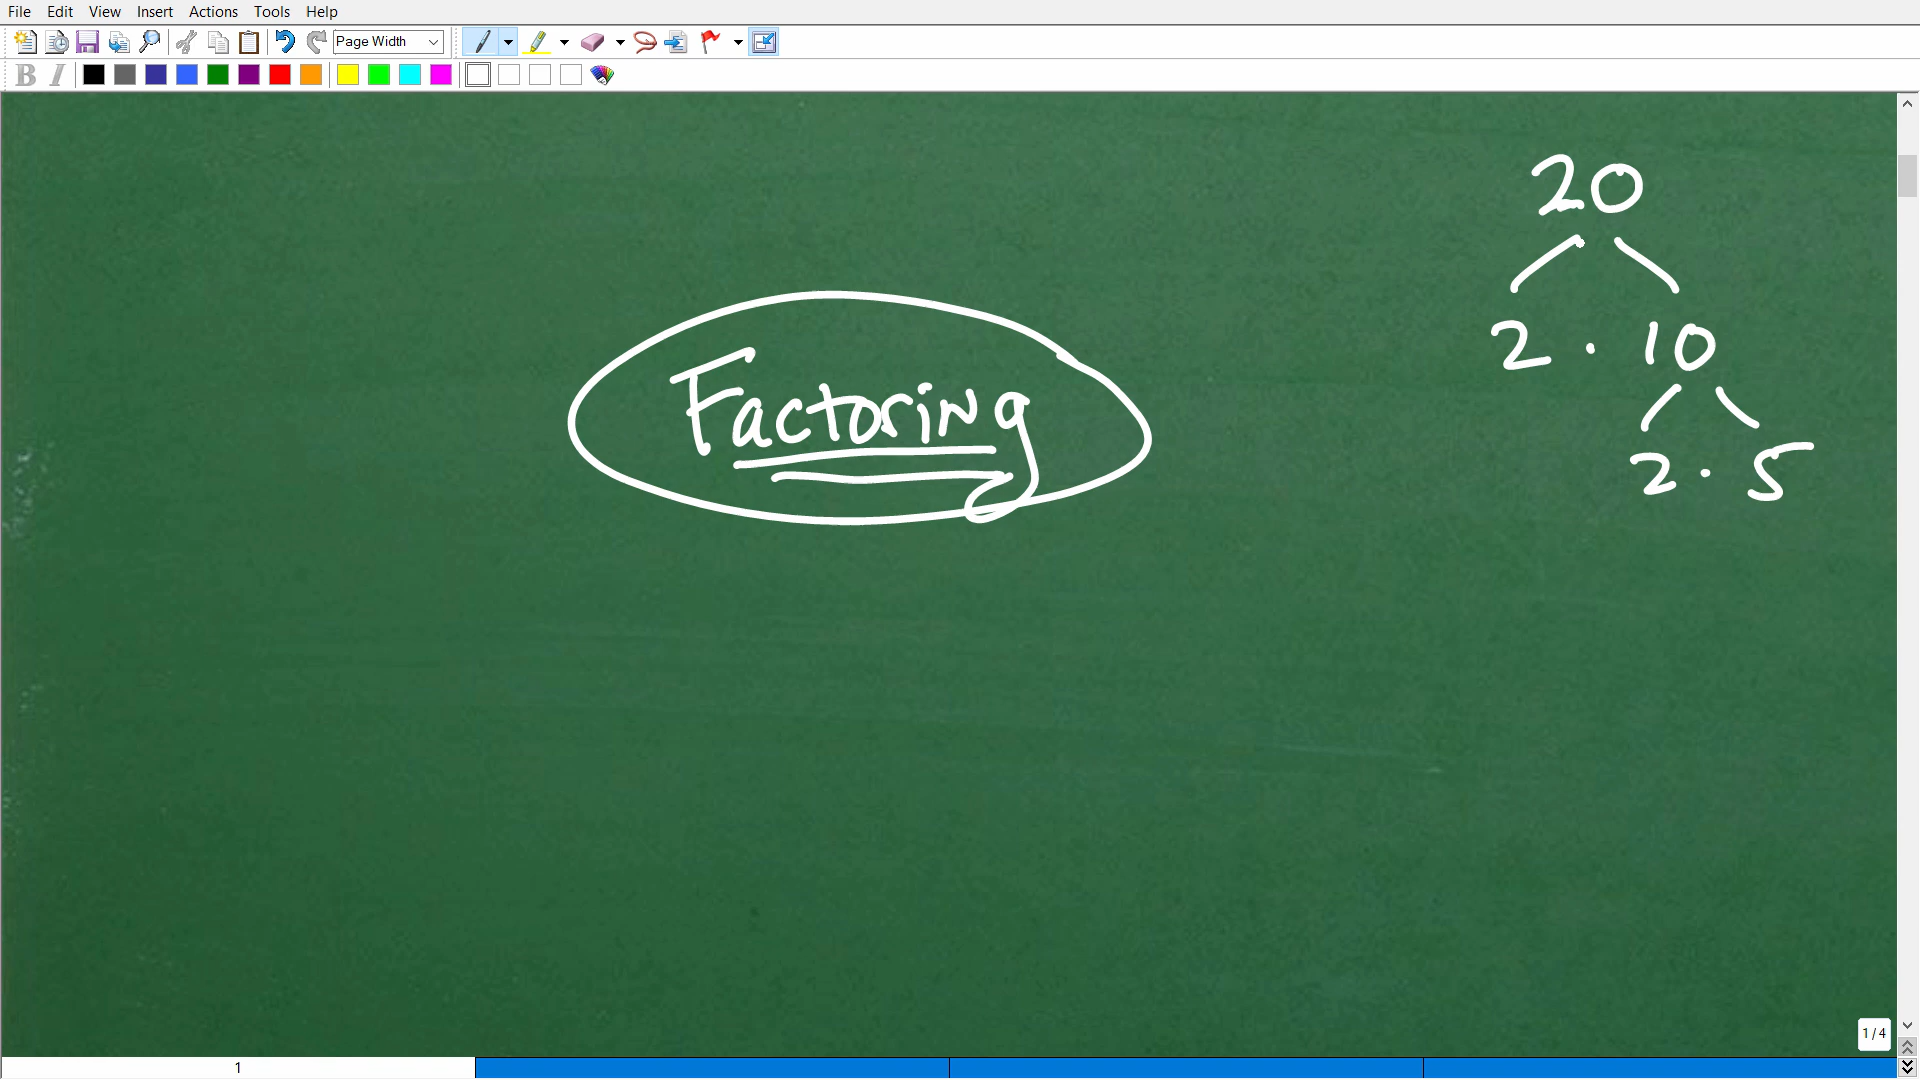 File Edit View Insert Actions Tools Help
Page Width
B I
20
2 · 10
Factoring
2 · 5
1 / 4
1